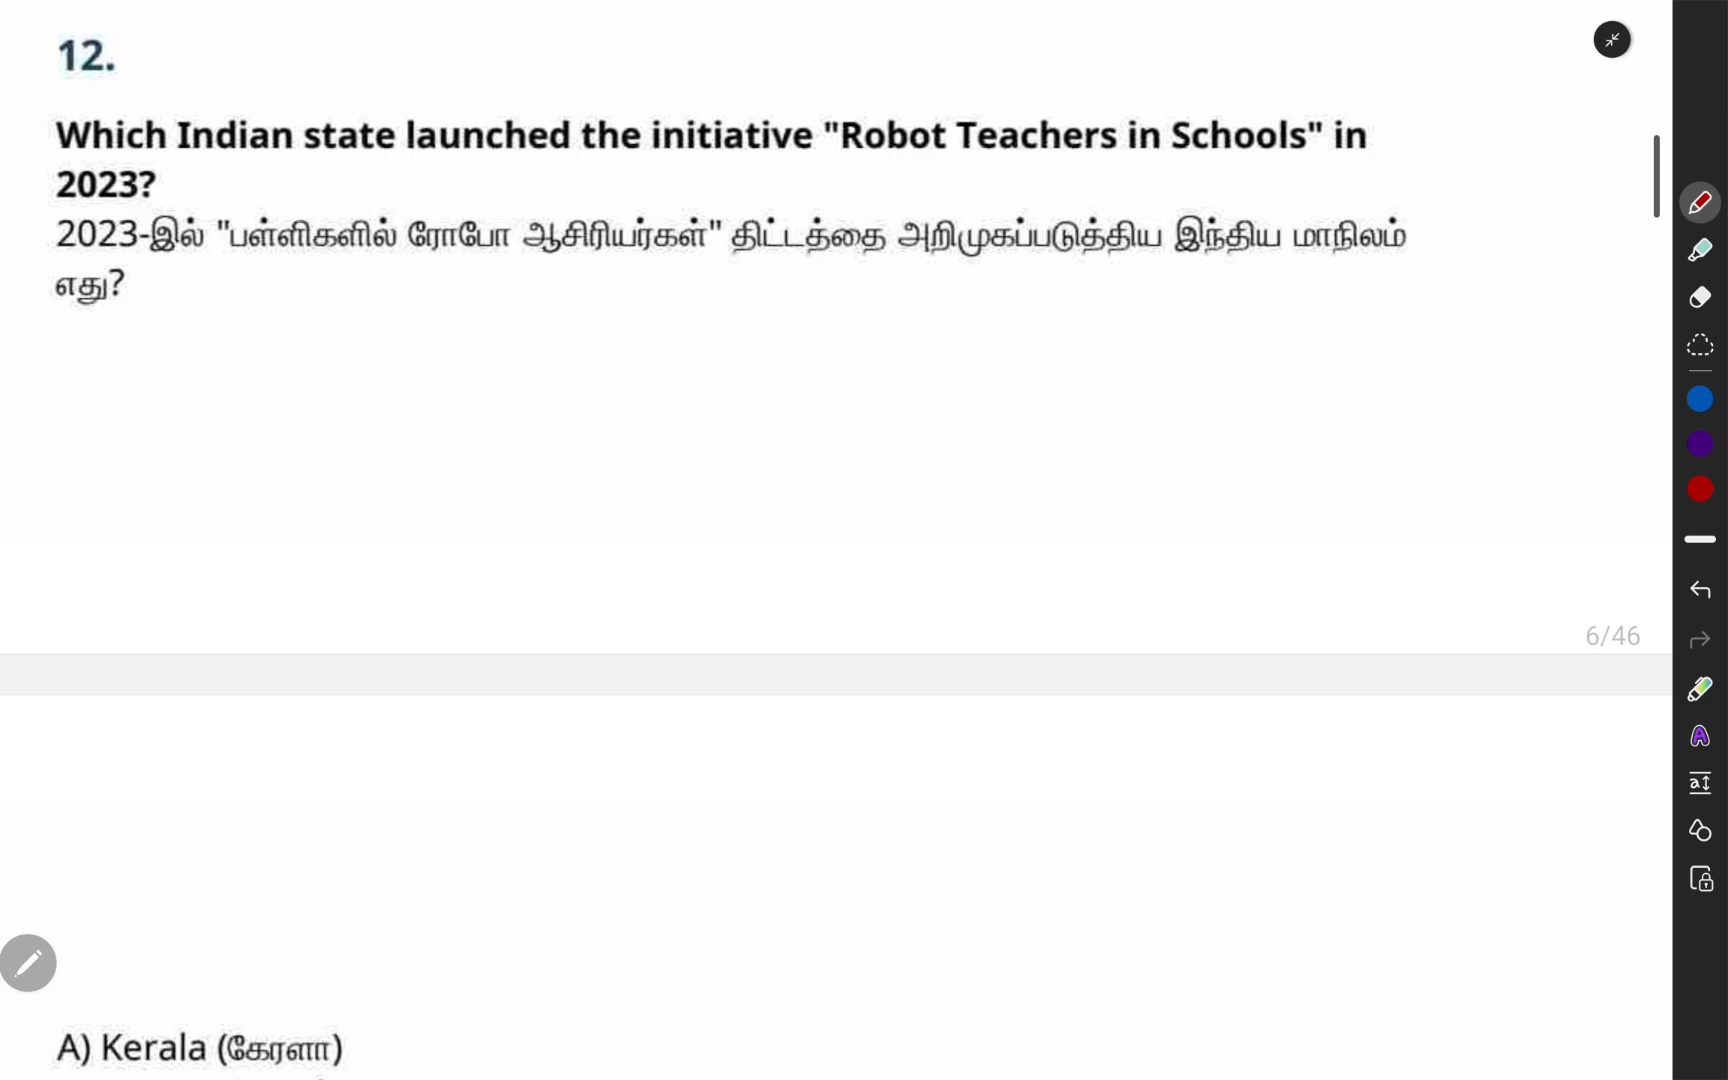 12.
Which Indian state launched the initiative "Robot Teachers in Schools" in
2023?
2023-இல் "பள்ளிகளில் ரோபோ ஆசிரியர்கள்" திட்டத்தை அறிமுகப்படுத்திய இந்திய மாநிலம்
எது?
6/46
A) Kerala (கேரளா)